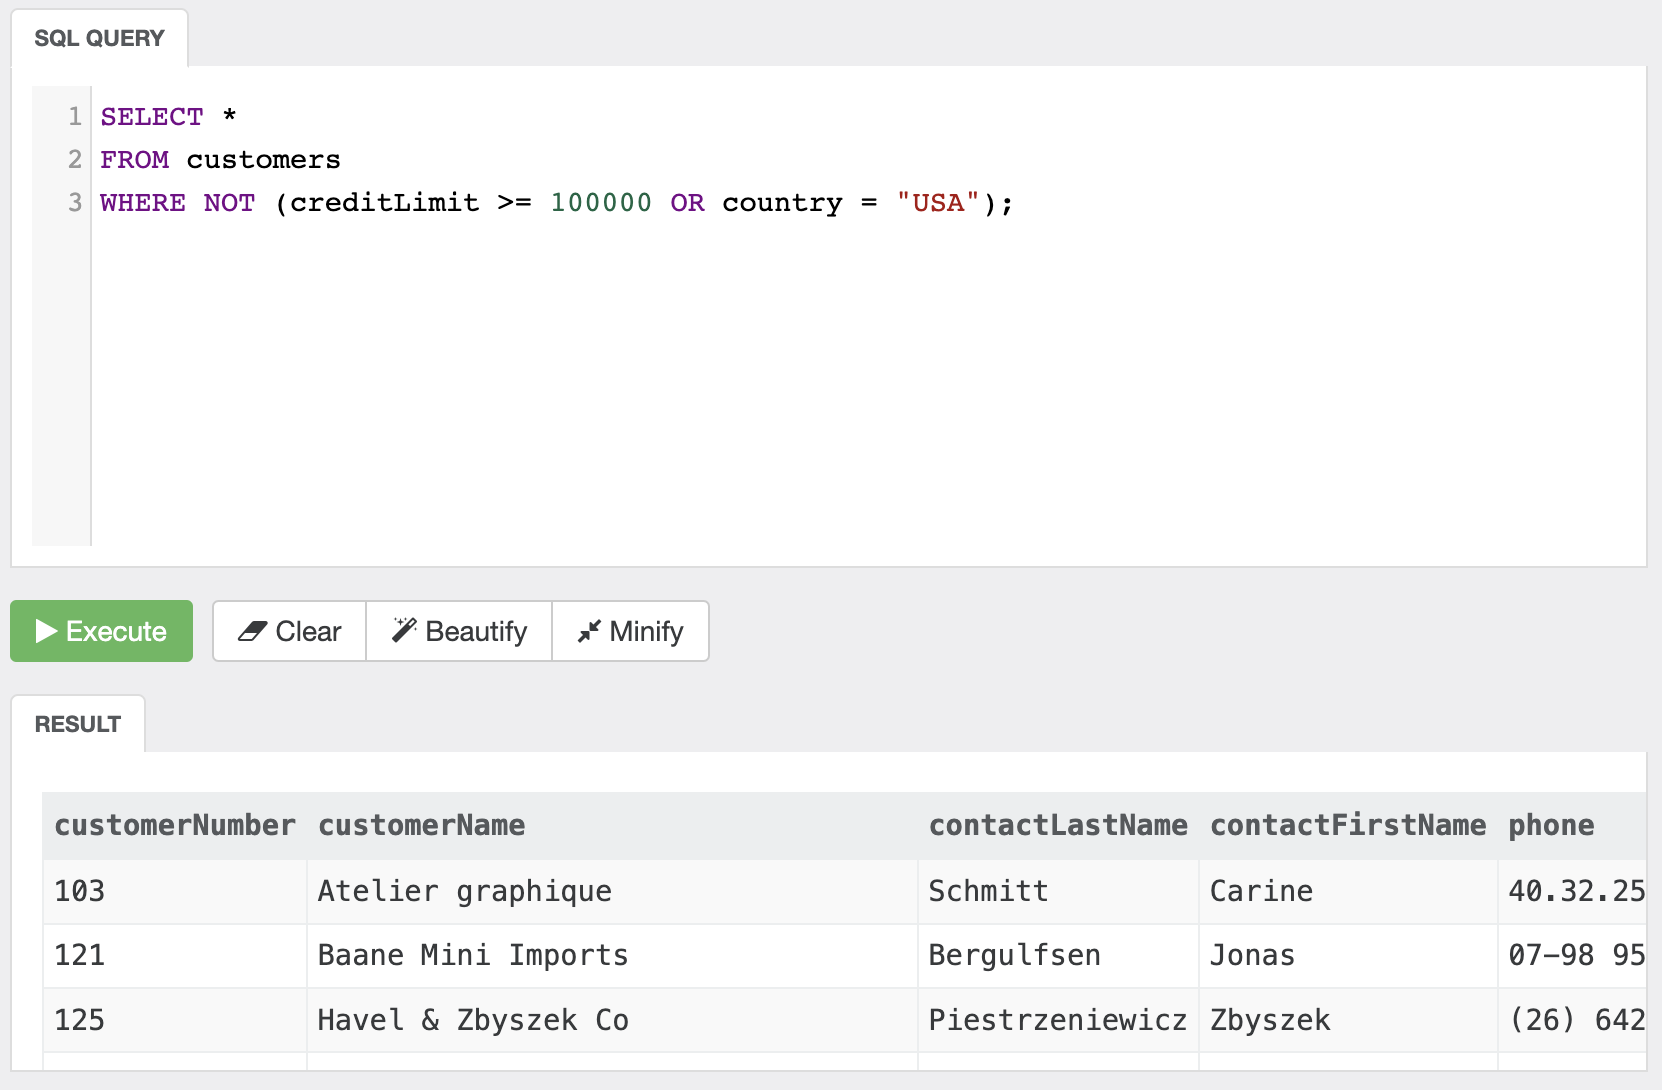 SQL QUERY
1 SELECT *
2 FROM customers
3 WHERE NOT (creditLimit >= 100000 OR country = "USA");
Execute Clear Beautify Minify
RESULT
customerNumber customerName contactLastName contactFirstName phone
103 Atelier graphique Schmitt Carine 40.32.25
121 Baane Mini Imports Bergulfsen Jonas 07-98 95
125 Havel & Zbyszek Co Piestrzeniewicz Zbyszek (26) 642